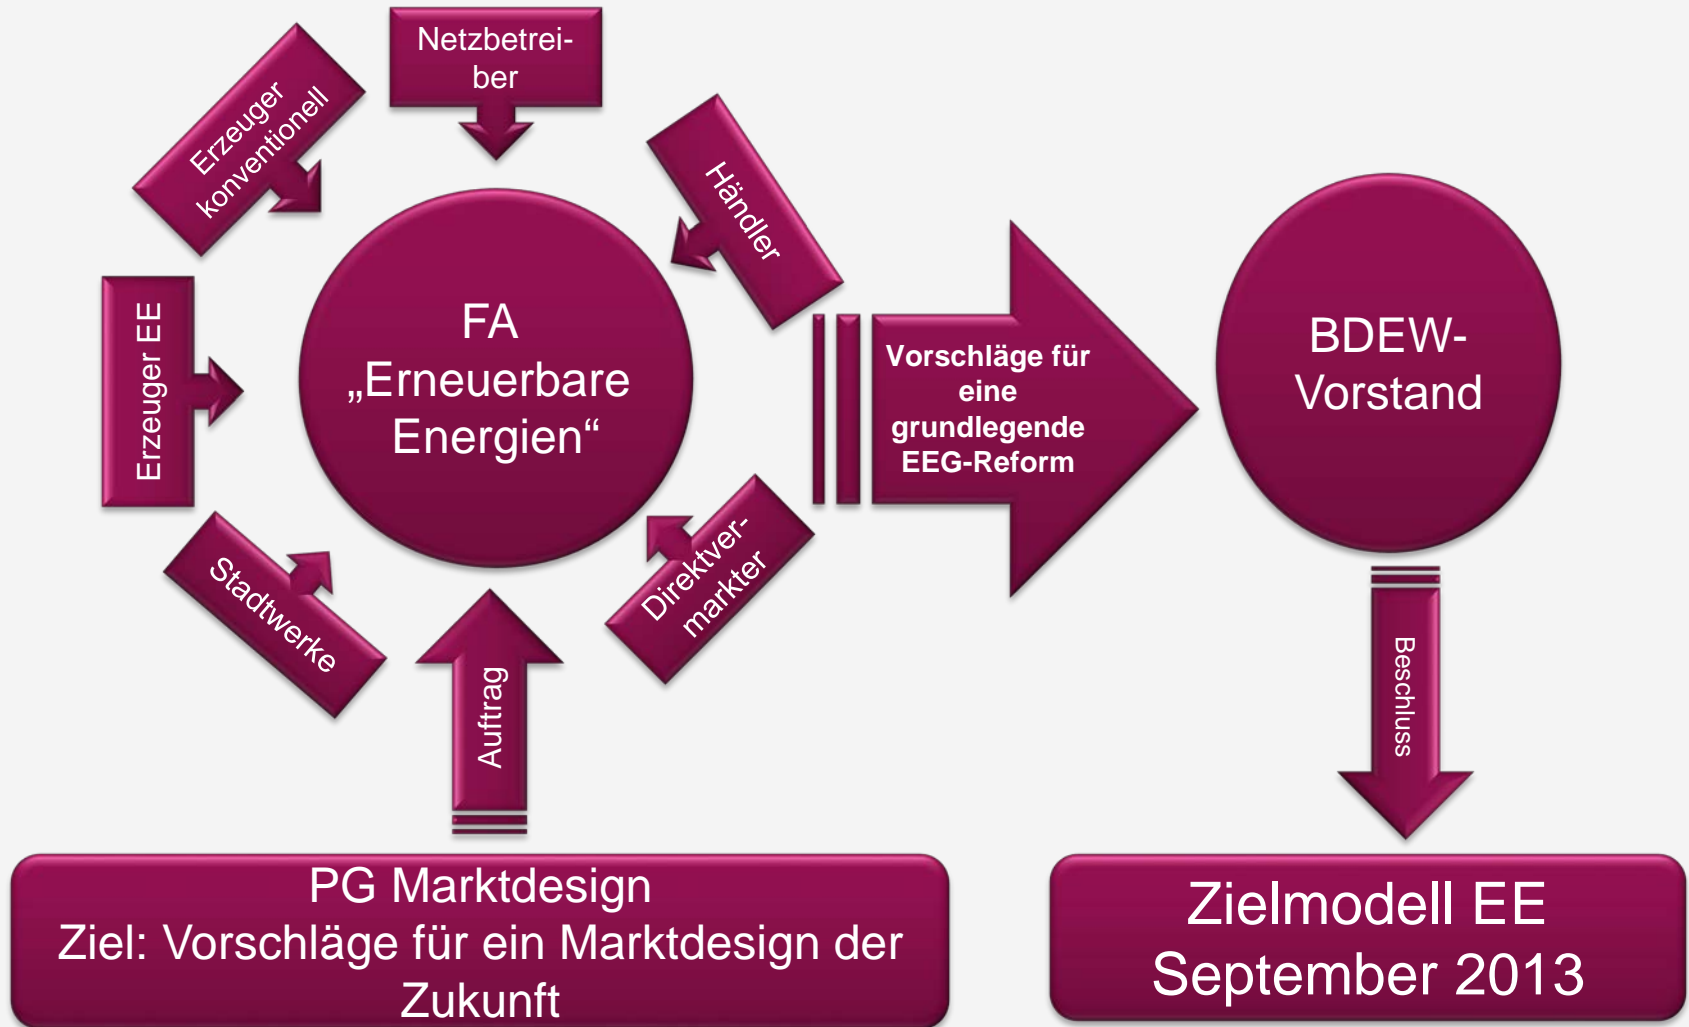 Netzbetrei-
ber
Erzeuger
konventionell
Händler
Erzeuger EE
FA
„Erneuerbare
Energien“
Vorschläge für
eine
grundlegende
EEG-Reform
BDEW-
Vorstand
Stadtwerke
Direktver-
markter
Auftrag
Beschluss
PG Marktdesign
Ziel: Vorschläge für ein Marktdesign der
Zukunft
Zielmodell EE
September 2013